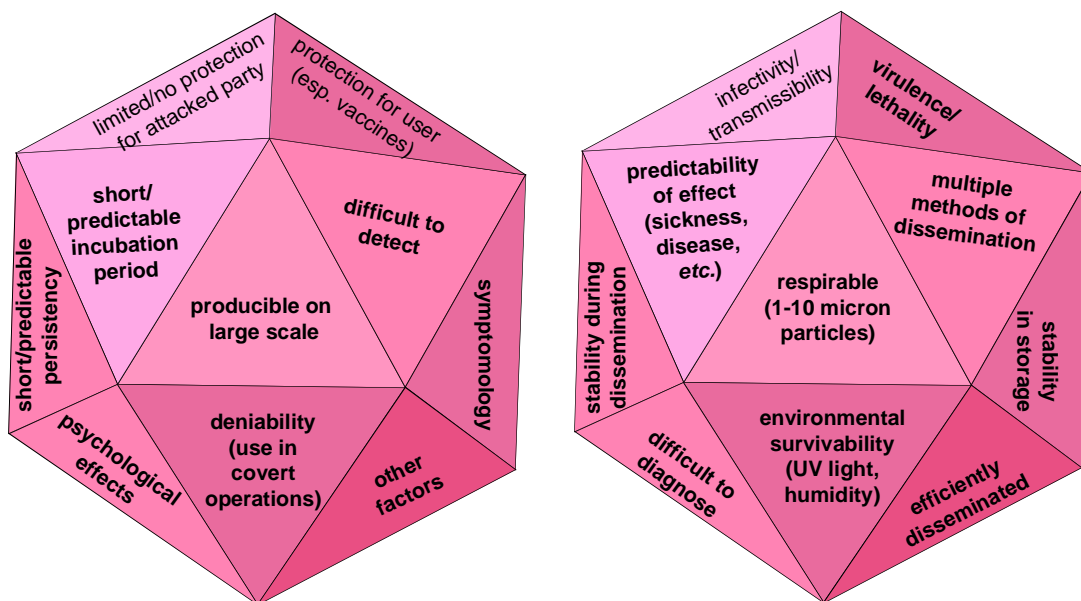 limited/no protection
for attacked party
protection for user
(esp. vaccines)
short/
predictable
incubation
period
difficult to
detect
short/predictable
persistency
producible on
large scale
symptomology
psychological
effects
deniability
(use in
covert
operations)
other
factors
infectivity/
transmissibility
virulence/
lethality
predictability
of effect
(sickness,
disease,
etc.)
multiple
methods of
dissemination
stability during
dissemination
respirable
(1-10 micron
particles)
stability
in storage
difficult to
diagnose
environmental
survivability
(UV light,
humidity)
efficiently
disseminated